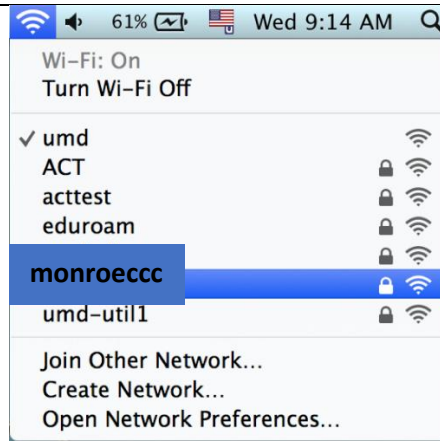 61% Wed 9:14 AM
Wi-Fi: On
Turn Wi-Fi Off
umd
ACT
acttest
eduroam
monroeccc
umd-util1
Join Other Network...
Create Network...
Open Network Preferences...